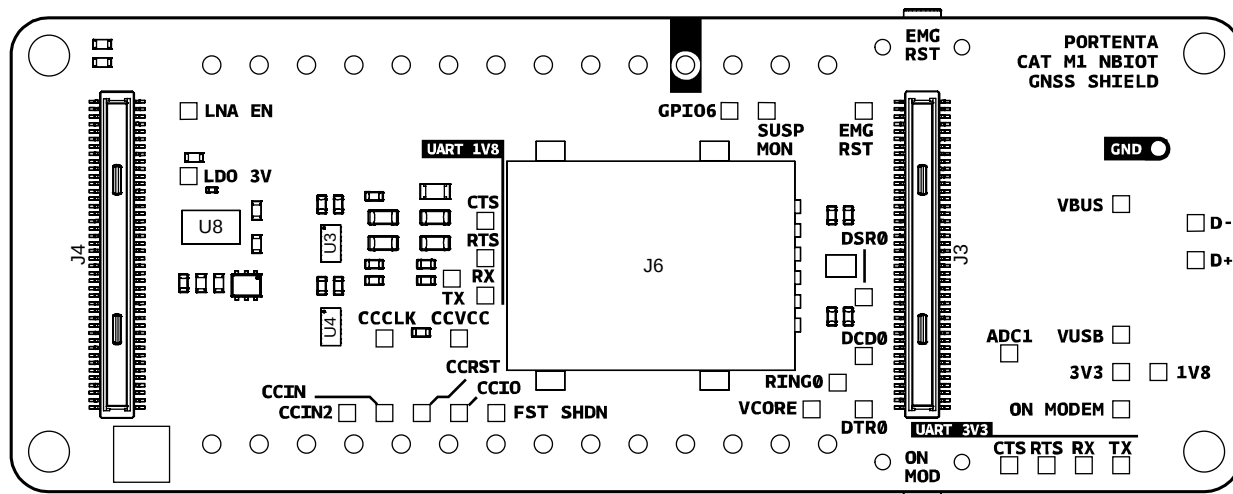 EMG
RST
PORTENTA
CAT M1 NBIOT
GNSS SHIELD
LNA EN
GPIO6
SUSP
MON
EMG
RST
UART 1V8
GND
LDO 3V
CTS
VBUS
U8
D-
RTS
U3
DSR0
J4
J6
J3
D+
RX
TX
CCCLK
CCVCC
U4
DCD0
ADC1
VUSB
CCRST
3V3
1V8
CCIN
CCIO
RING0
CCIN2
FST SHDN
VCORE
ON MODEM
DTR0
UART 3V3
CTS
RTS
RX
TX
ON
MOD